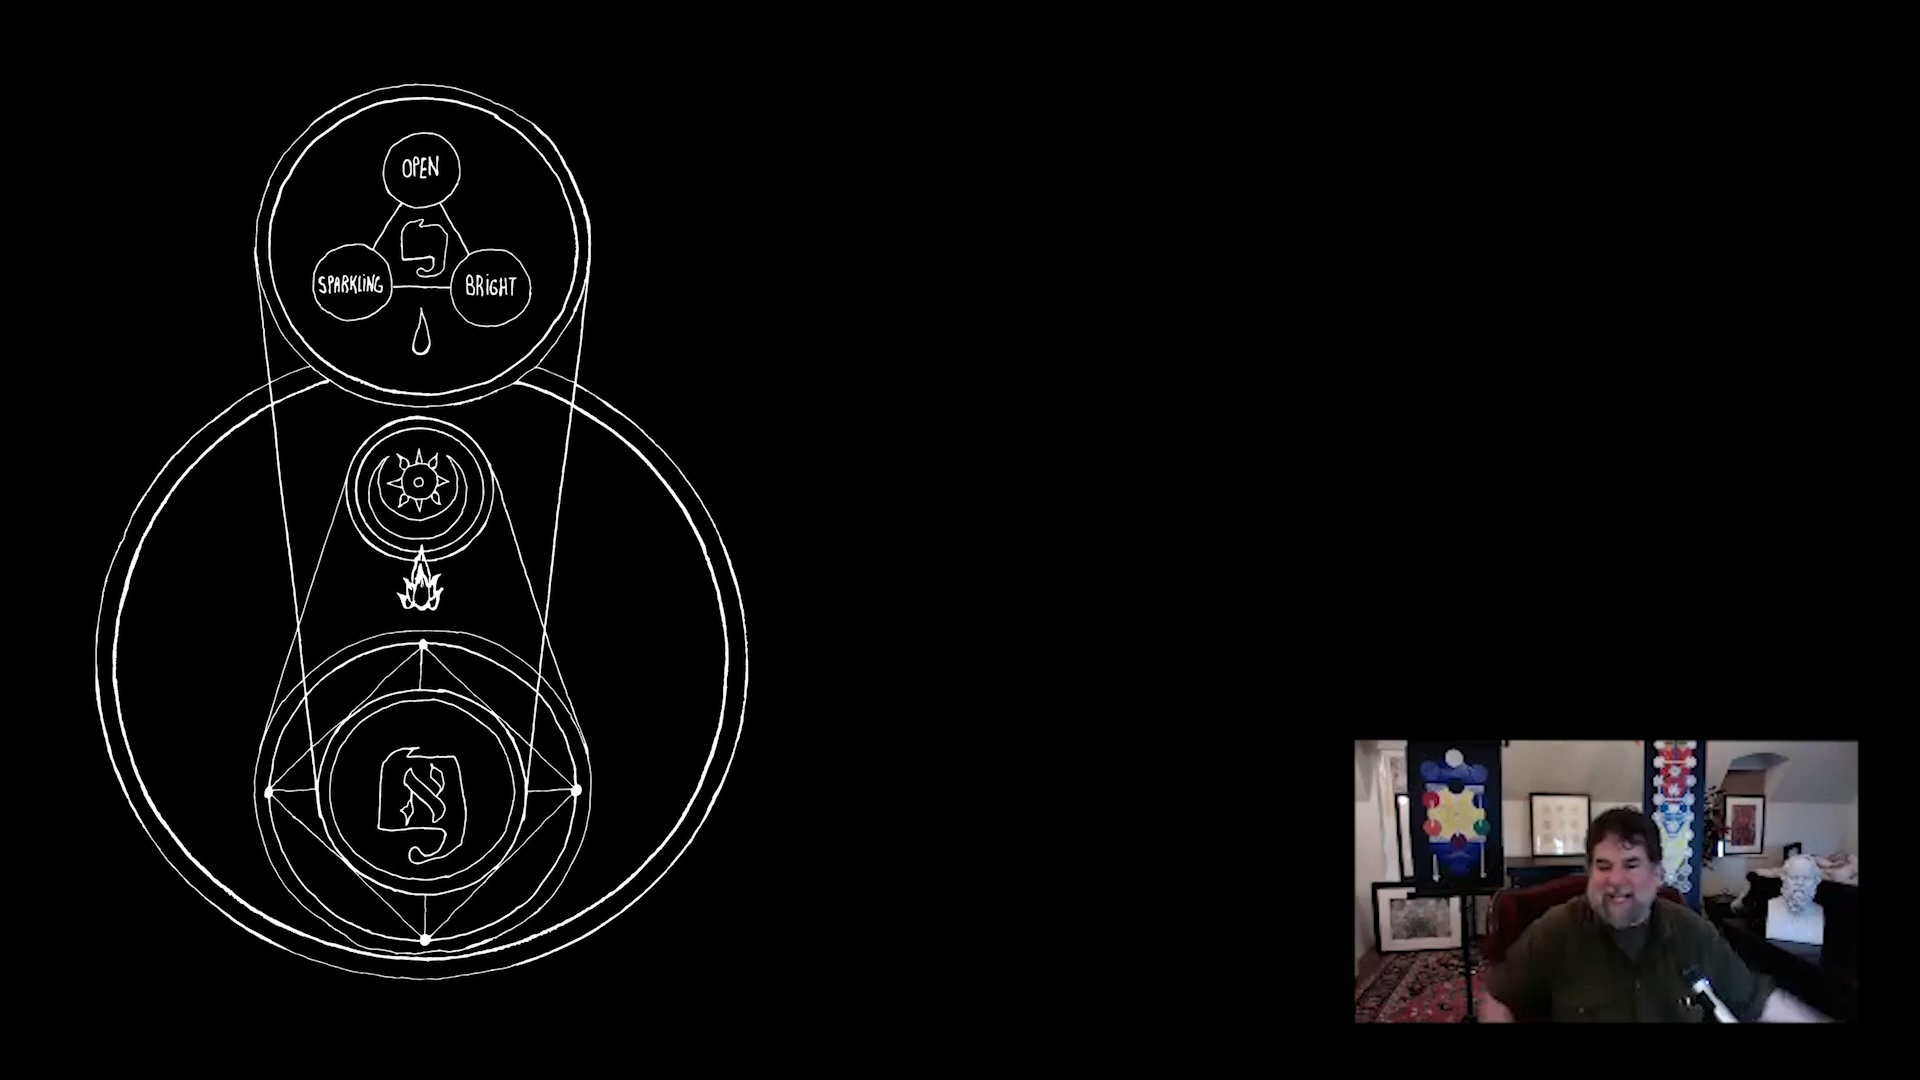 OPEN
פ
SPARKLING
BRIGHT
פ
א